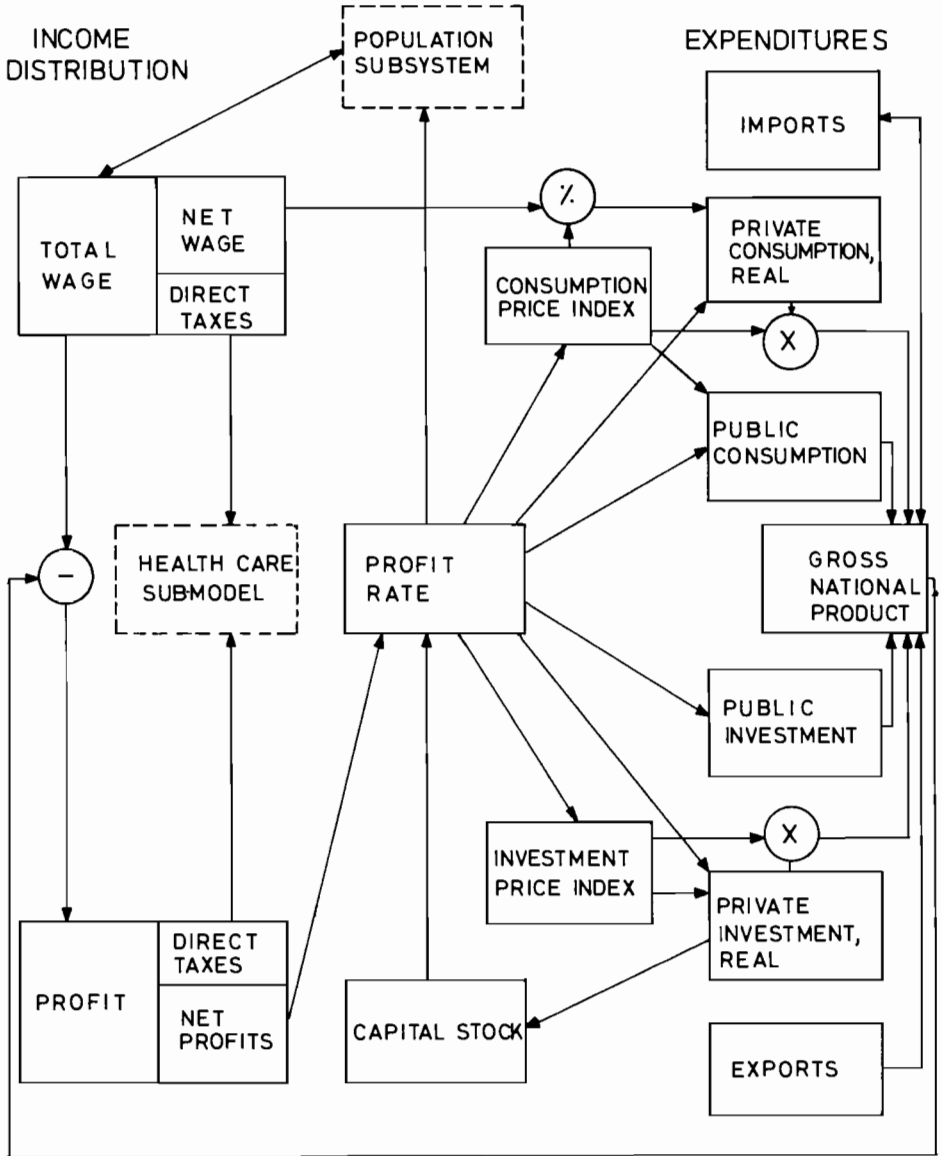 INCOME
DISTRIBUTION
POPULATION
SUBSYSTEM
EXPENDITURES
IMPORTS
TOTAL
WAGE
NET
WAGE
DIRECT
TAXES
%
CONSUMPTION
PRICE INDEX
PRIVATE
CONSUMPTION,
REAL
X
PUBLIC
CONSUMPTION
-
HEALTH CARE
SUB-MODEL
PROFIT
RATE
GROSS
NATIONAL
PRODUCT
PUBLIC
INVESTMENT
X
INVESTMENT
PRICE INDEX
PRIVATE
INVESTMENT,
REAL
PROFIT
DIRECT
TAXES
NET
PROFITS
CAPITAL STOCK
EXPORTS